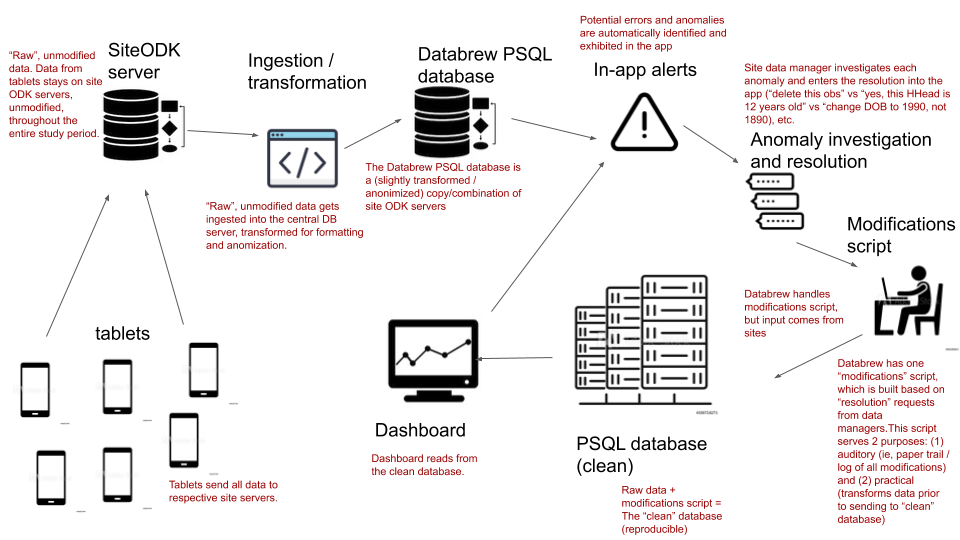 Potential errors and anomalies
are automatically identified and
exhibited in the app
"Raw", unmodified
data. Data from
tablets stays on site
ODK servers,
unmodified,
throughout the
entire study period.
SiteODK
server
Ingestion /
transformation
Databrew PSQL
database
In-app alerts
Site data manager investigates each
anomaly and enters the resolution into the
app ("delete this obs" vs "yes, this HHead is
12 years old" vs "change DOB to 1990, not
1890), etc.
Anomaly investigation
and resolution
The Databrew PSQL database is
a (slightly transformed /
anonimized) copy/combination of
site ODK servers
"Raw", unmodified data gets
ingested into the central DB
server, transformed for formatting
and anomization.
Modifications
script
Databrew handles
modifications script,
but input comes from
sites
tablets
Databrew has one
"modifications" script,
which is built based on
"resolution" requests
from data
managers.This script
serves 2 purposes: (1)
auditory (ie, paper trail /
log of all modifications)
and (2) practical
(transforms data prior
to sending to "clean"
database)
Dashboard
Dashboard reads from
the clean database.
PSQL database
(clean)
Raw data +
modifications script =
The "clean" database
(reproducible)
Tablets send all data to
respective site servers.